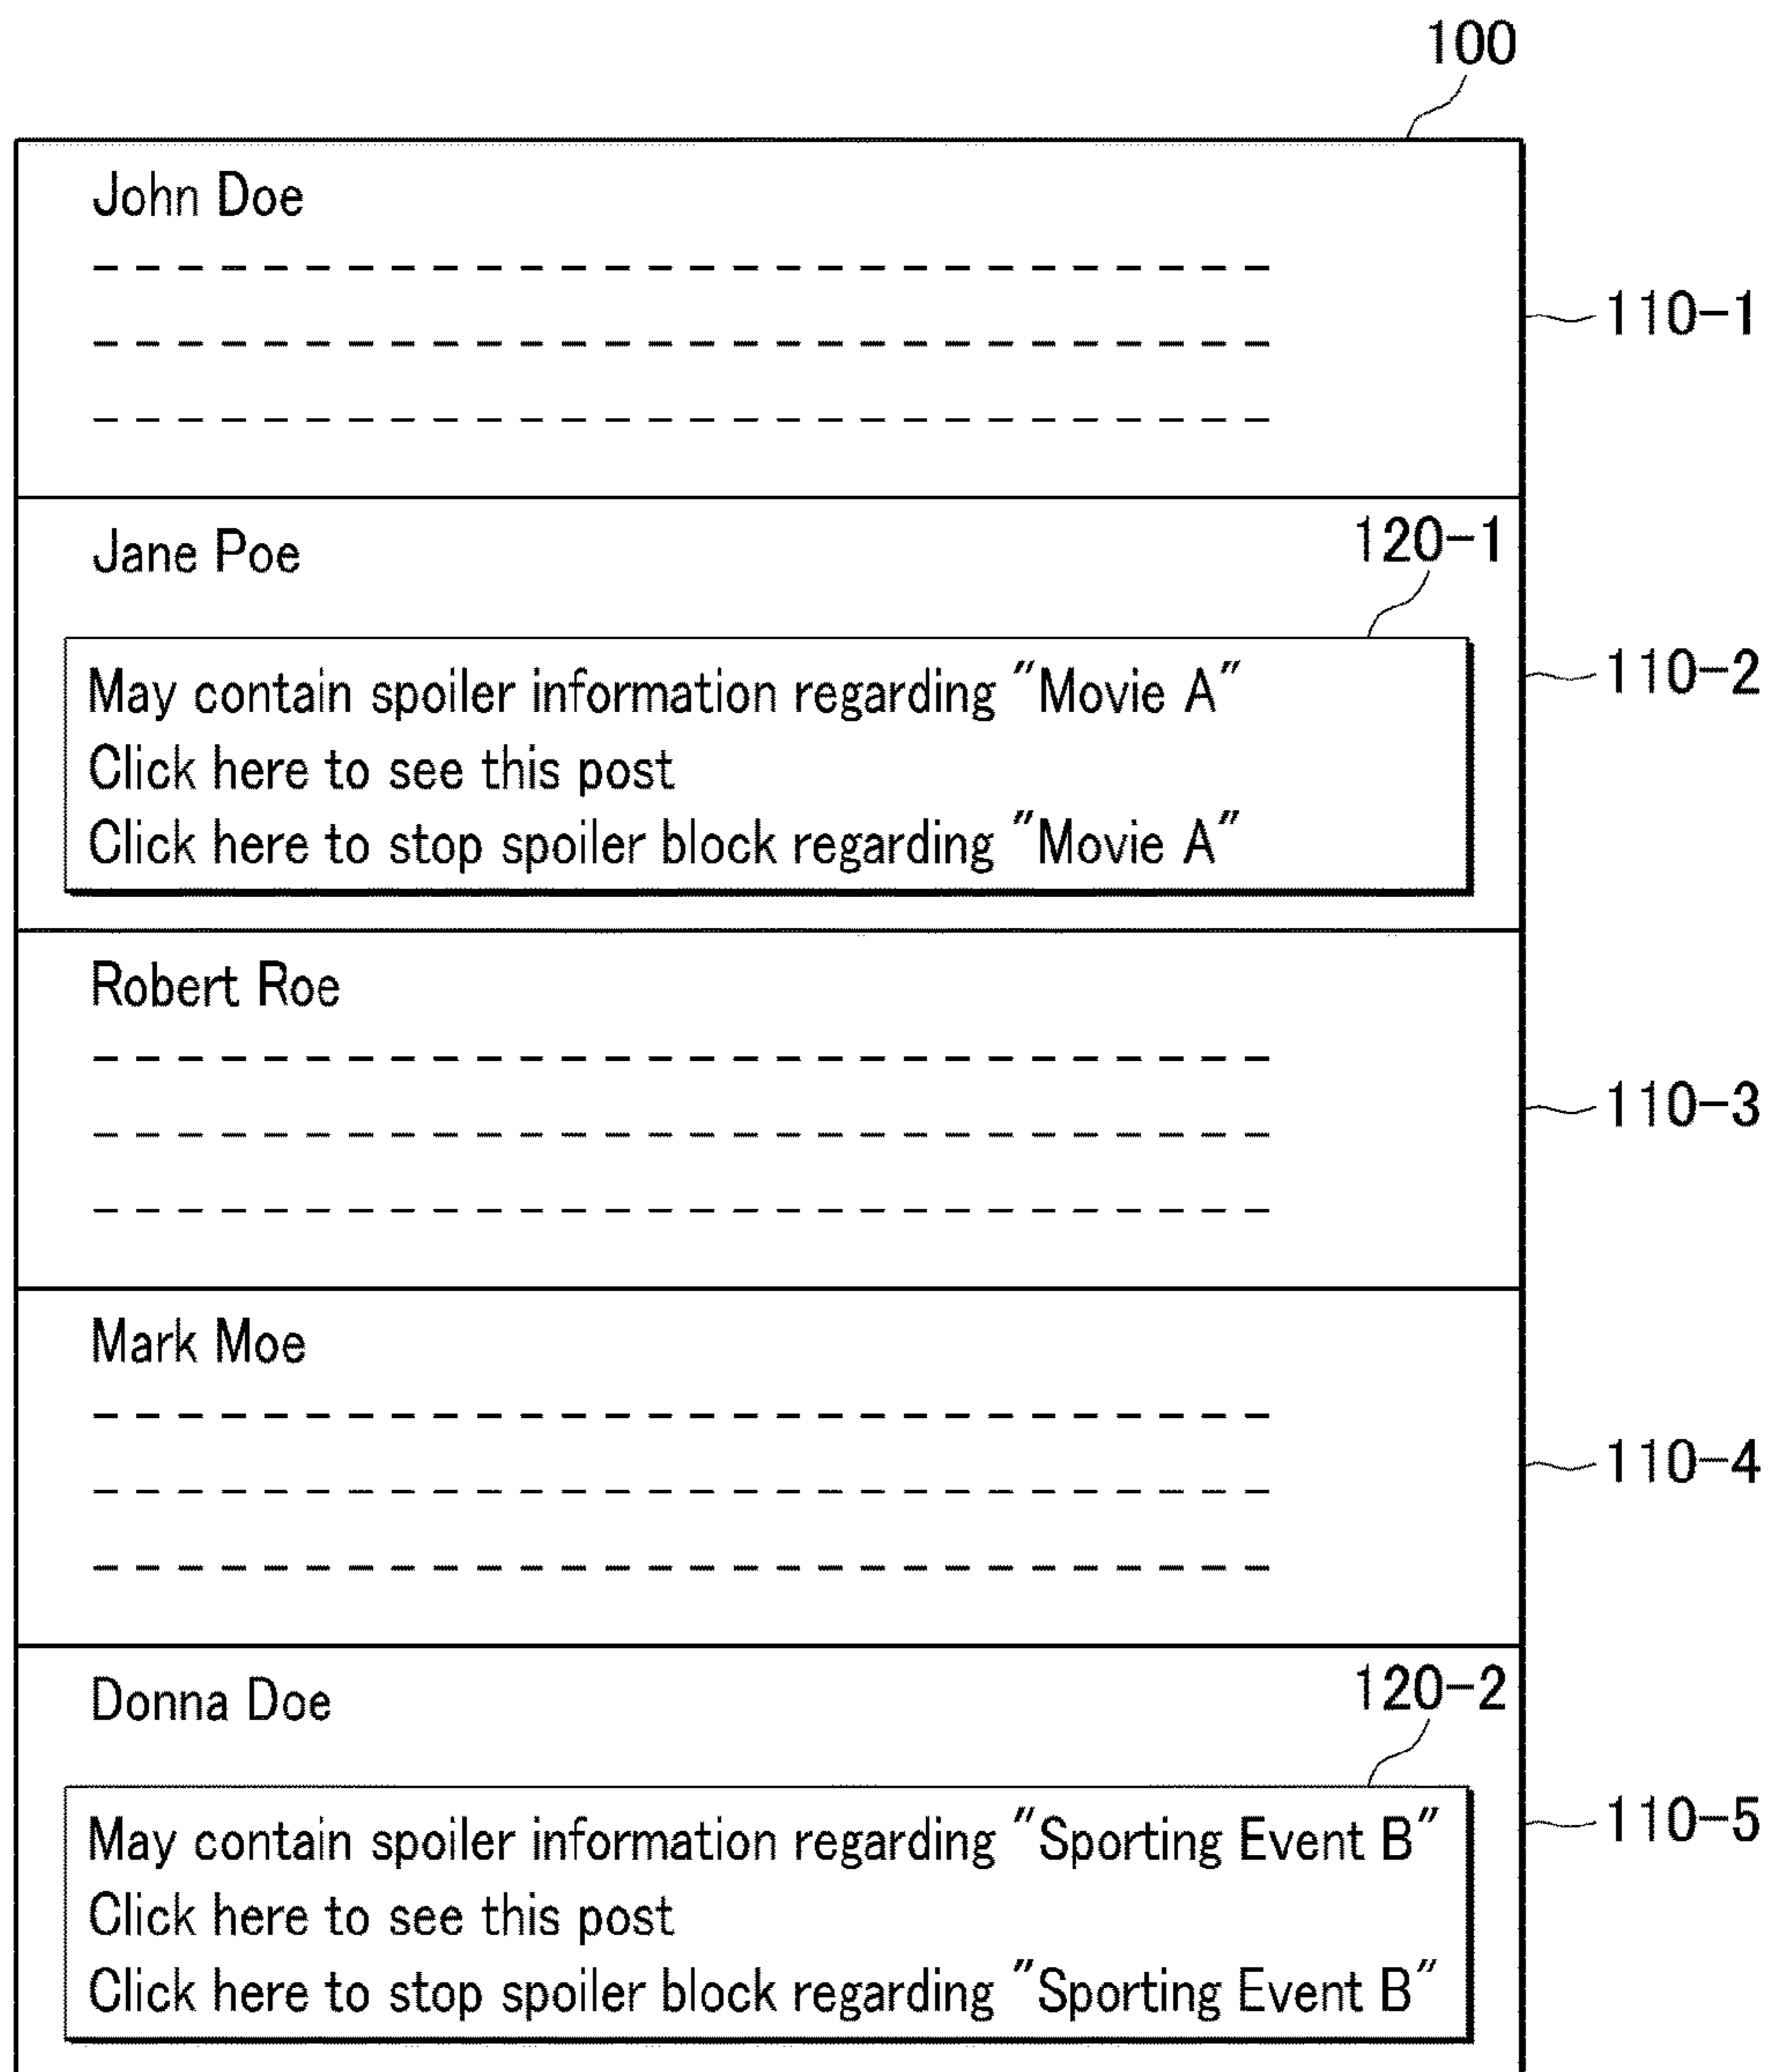 100
John Doe
110-1
Jane Poe
120-1
110-2
May contain spoiler information regarding "Movie A"
Click here to see this post
Click here to stop spoiler block regarding "Movie A"
Robert Roe
110-3
Mark Moe
110-4
Donna Doe
120-2
110-5
May contain spoiler information regarding "Sporting Event B"
Click here to see this post
Click here to stop spoiler block regarding "Sporting Event B"